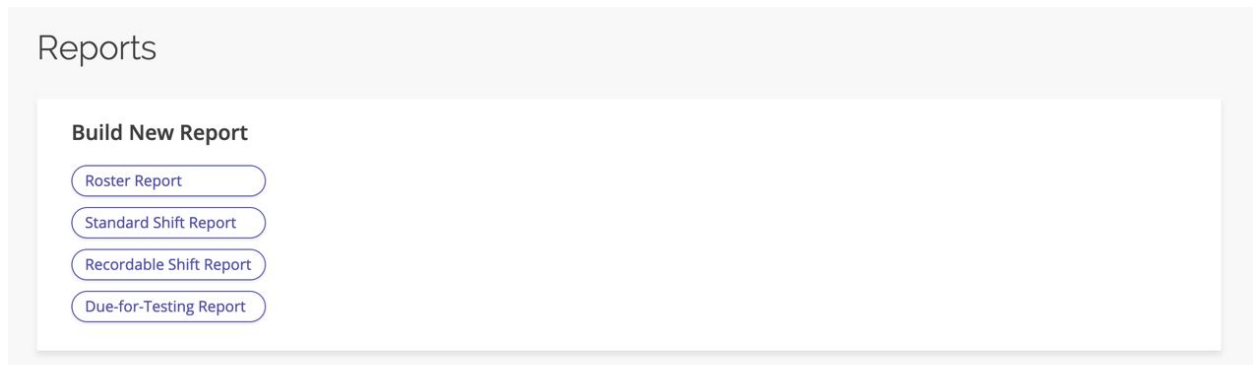 Reports
Build New Report
Roster Report
Standard Shift Report
Recordable Shift Report
Due-for-Testing Report